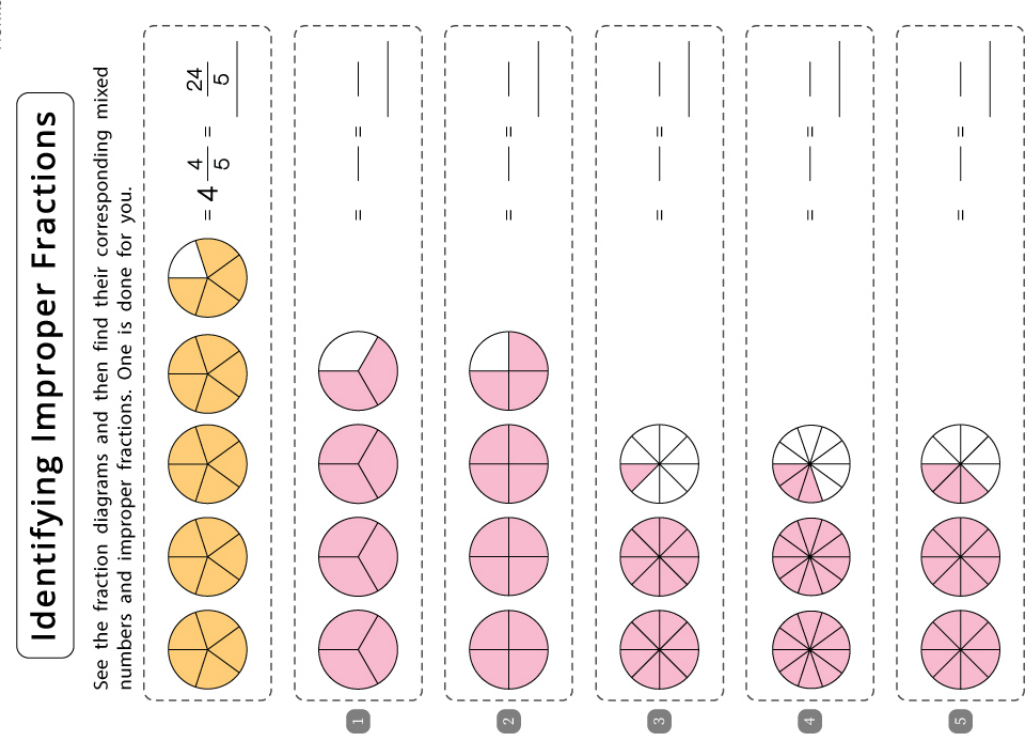 Identifying Improper Fractions
See the fraction diagrams and then find their corresponding mixed
numbers and improper fractions. One is done for you.
= 4 4/5 = 24/5
1 = =
2 = =
3 = =
4 = =
5 = =